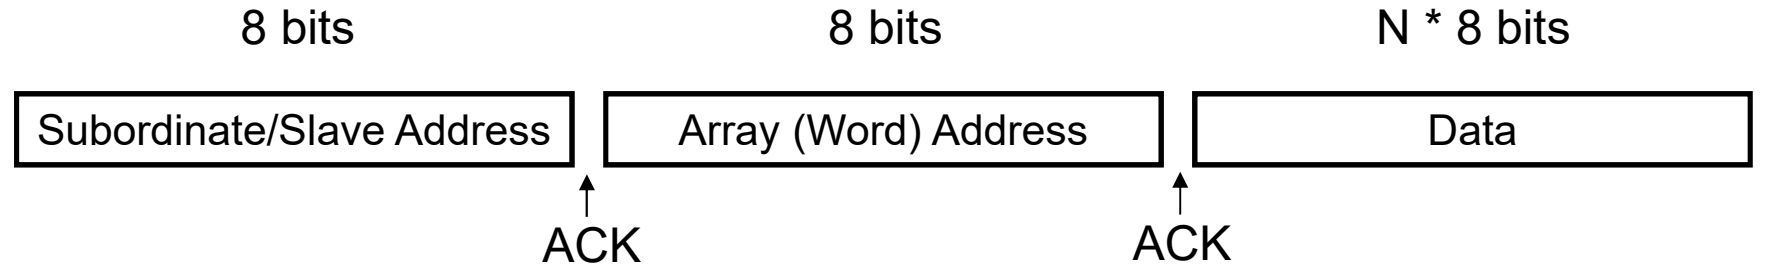 8 bits
8 bits
N * 8 bits
Subordinate/Slave Address
Array (Word) Address
Data
ACK
ACK